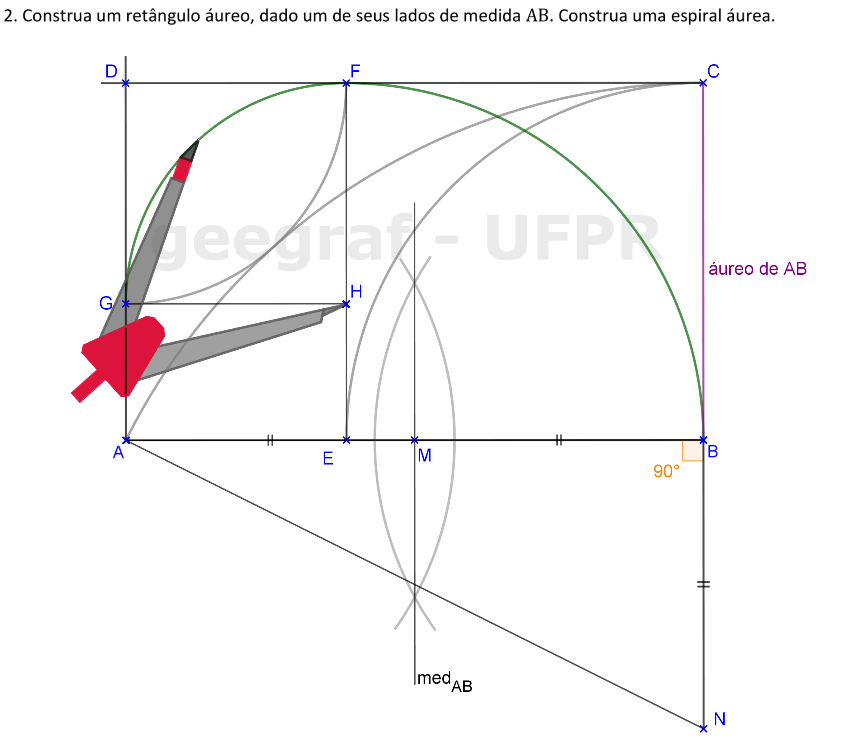 2. Construa um retângulo áureo, dado um de seus lados de medida AB. Construa uma espiral áurea.
D
F
C
geegraf - UFPR
áureo de AB
G
H
A
E
M
B
90°
med AB
N